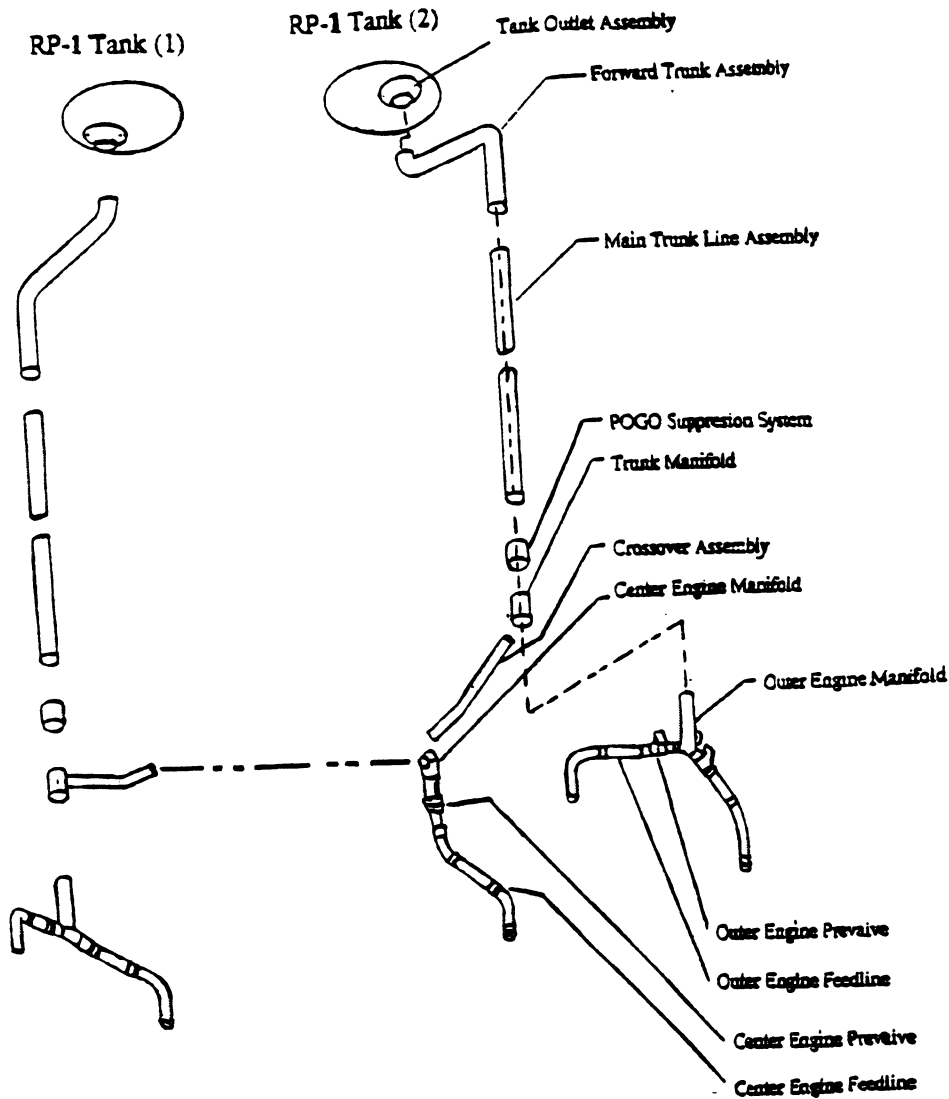 RP-1 Tank (1)
RP-1 Tank (2)
Tank Outlet Assembly
Forward Trunk Assembly
Main Trunk Line Assembly
POGO Suppresion System
Trunk Manifold
Crossover Assembly
Center Engine Manifold
Outer Engine Manifold
Outer Engine Prevaive
Outer Engine Feedline
Center Engine Prevaive
Center Engine Feedline